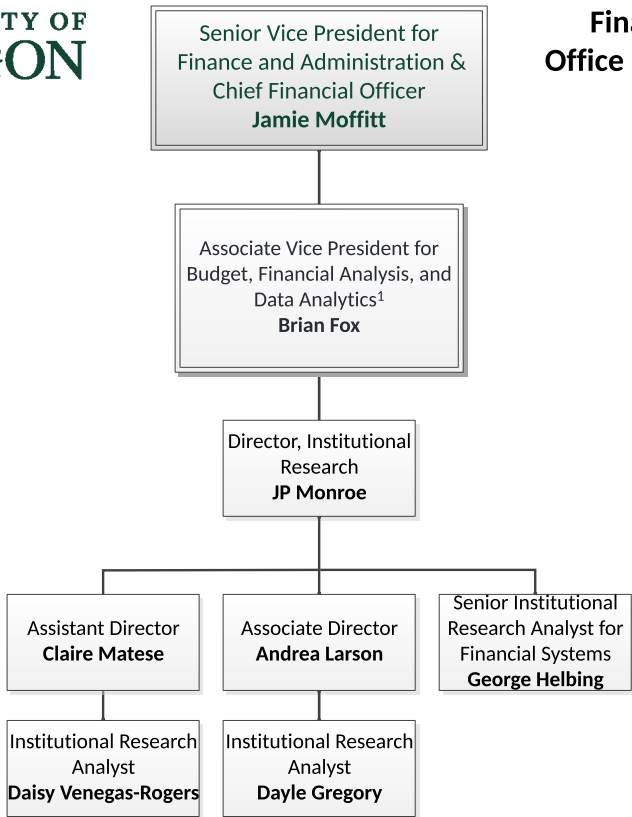 TY OF
ON
Fina
Office
Senior Vice President for
Finance and Administration &
Chief Financial Officer
Jamie Moffitt
Associate Vice President for
Budget, Financial Analysis, and
Data Analytics¹
Brian Fox
Director, Institutional
Research
JP Monroe
Assistant Director
Claire Matese
Associate Director
Andrea Larson
Senior Institutional
Research Analyst for
Financial Systems
George Helbing
Institutional Research
Analyst
Daisy Venegas-Rogers
Institutional Research
Analyst
Dayle Gregory